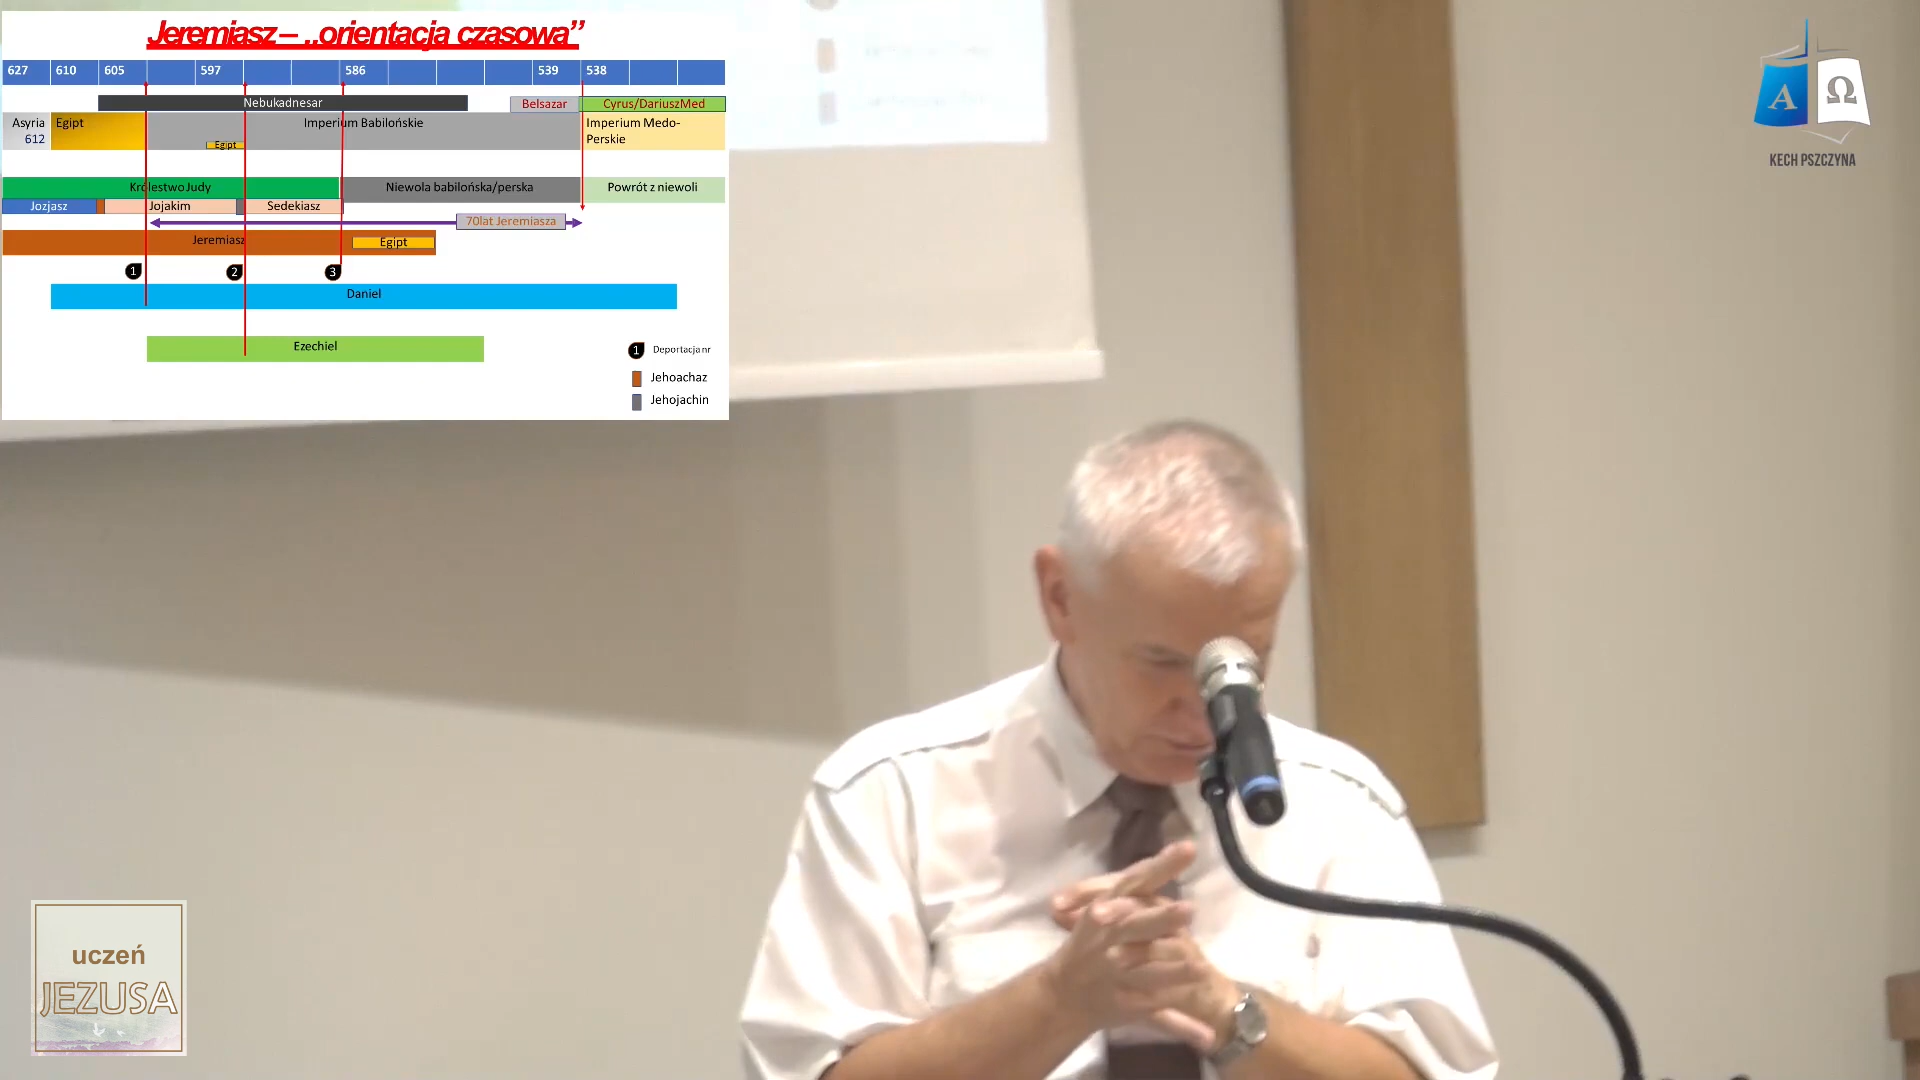 Jeremiasz – „orientacja czasowa”
627 610 605 597 586 539 538
Nebukadnesar
Belsazar
Cyrus/DariuszMed
Asyria
612
Egipt
Imperium Babilońskie
Egipt
Imperium Medo-
Perskie
Królestwo Judy
Niewola babilońska/perska
Powrót z niewoli
Jozjasz
Jojakim
Sedekiasz
70lat Jeremiasza
Jeremiasz
Egipt
1
2
3
Daniel
Ezechiel
1 Deportacja nr
Jehoachaz
Jehojachin
A Ω
KECH PSZCZYNA
uczeń
JEZUSA